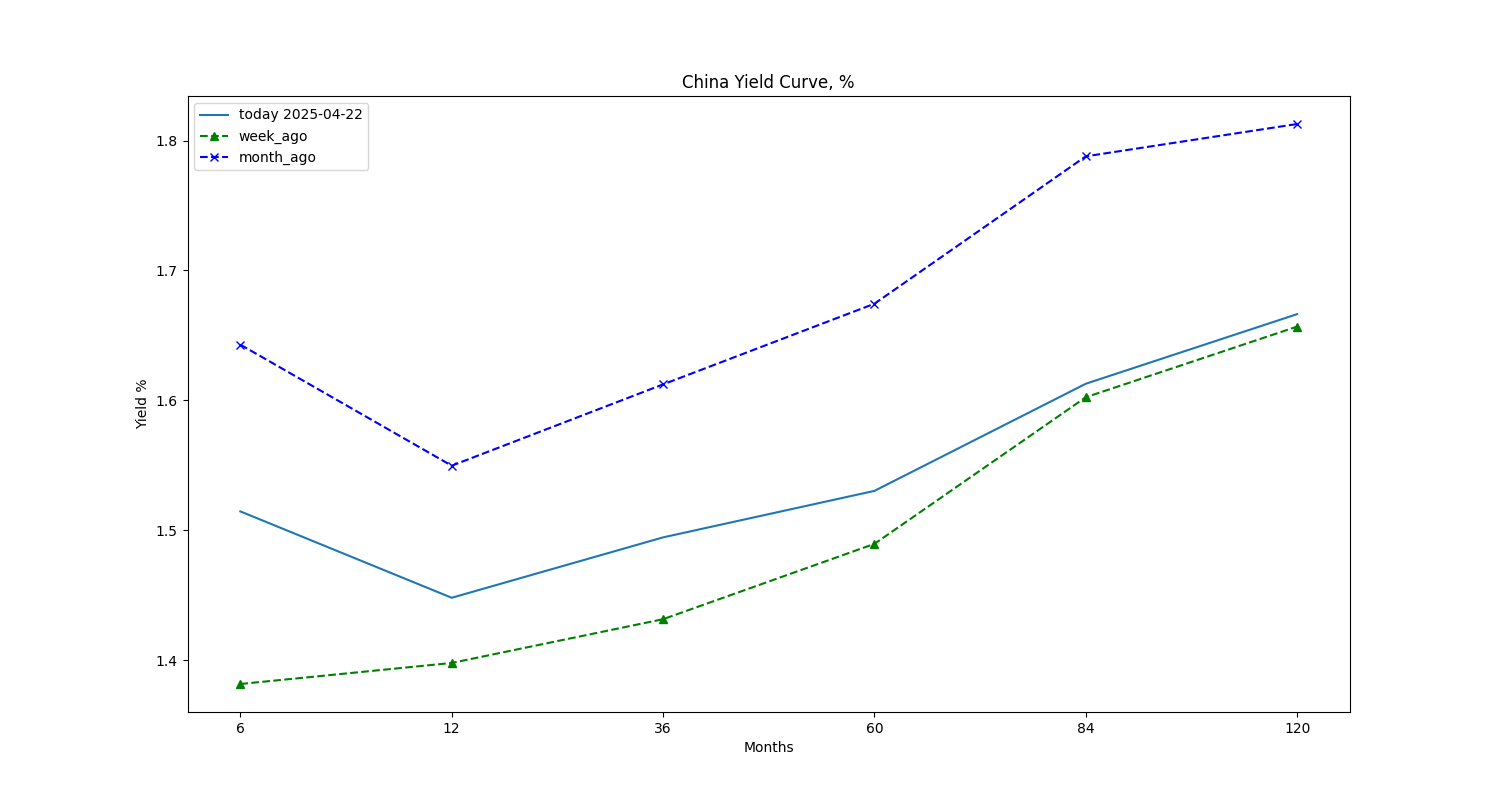 China Yield Curve, %
today 2025-04-22
week_ago
month_ago
1.8
1.7
1.6
1.5
1.4
Yield %
6 12 36 60 84 120
Months